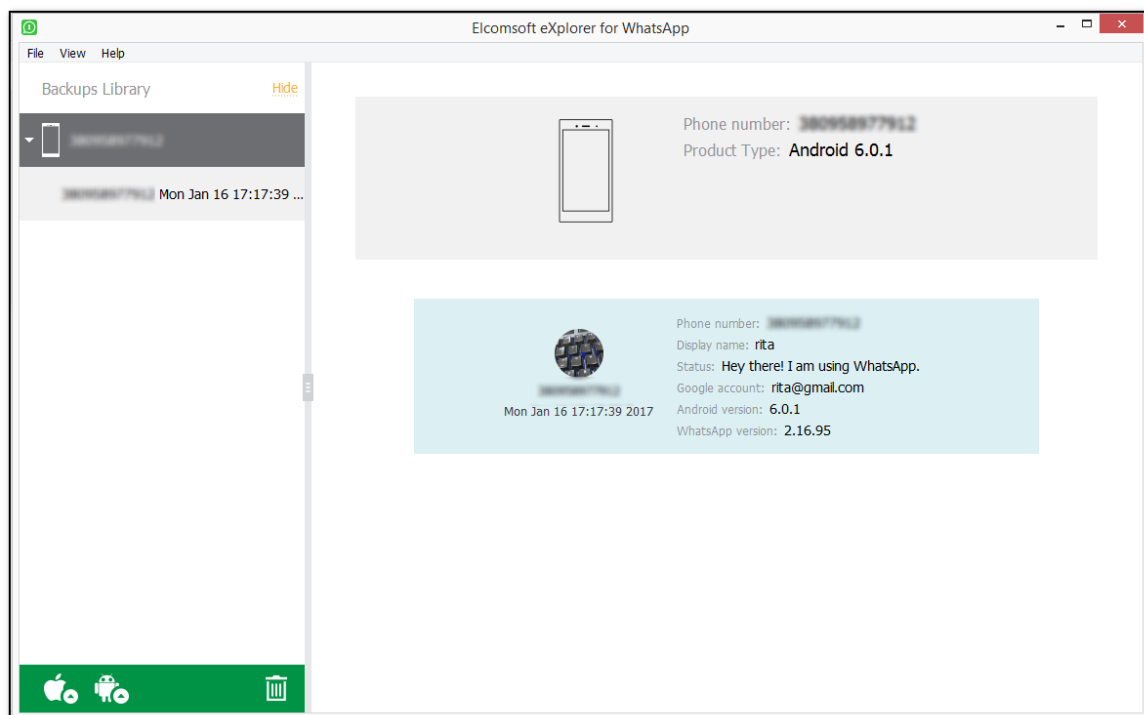 Elcomsoft eXplorer for WhatsApp
File View Help
Backups Library Hide
Mon Jan 16 17:17:39 ...
Phone number:
Product Type: Android 6.0.1
Mon Jan 16 17:17:39 2017
Phone number:
Display name: rita
Status: Hey there! I am using WhatsApp.
Google account: rita@gmail.com
Android version: 6.0.1
WhatsApp version: 2.16.95